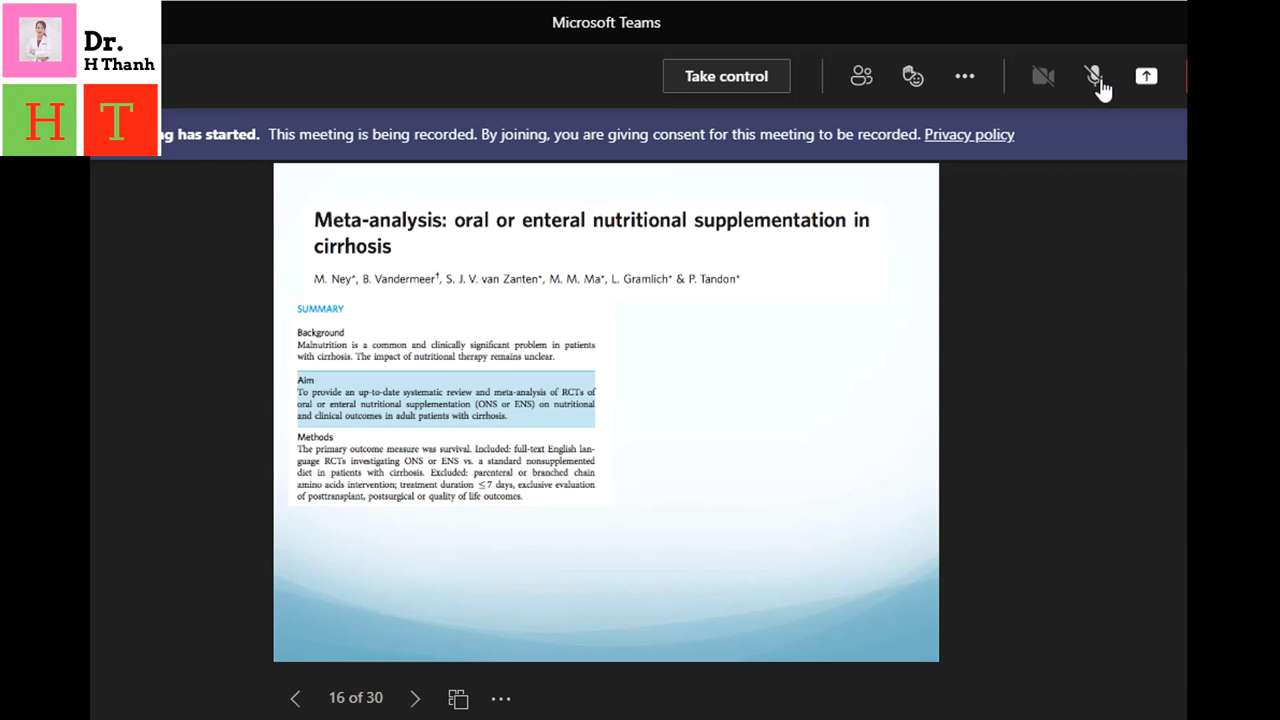 Microsoft Teams
Dr.
H Thanh
H T
Take control
ng has started. This meeting is being recorded. By joining, you are giving consent for this meeting to be recorded. Privacy policy
Meta-analysis: oral or enteral nutritional supplementation in
cirrhosis
M. Ney*, B. Vandermeer†, S. J. V. van Zanten*, M. M. Ma*, L. Gramlich* & P. Tandon*
SUMMARY
Background
Malnutrition is a common and clinically significant problem in patients
with cirrhosis. The impact of nutritional therapy remains unclear.
Aim
To provide an up-to-date systematic review and meta-analysis of RCTs of
oral or enteral nutritional supplementation (ONS or ENS) on nutritional
and clinical outcomes in adult patients with cirrhosis.
Methods
The primary outcome measure was survival. Included: full-text English lan-
guage RCTs investigating ONS or ENS vs. a standard nonsupplemented
diet in patients with cirrhosis. Excluded: parenteral or branched chain
amino acids intervention; treatment duration ≤7 days, exclusive evaluation
of posttransplant, postsurgical or quality of life outcomes.
16 of 30